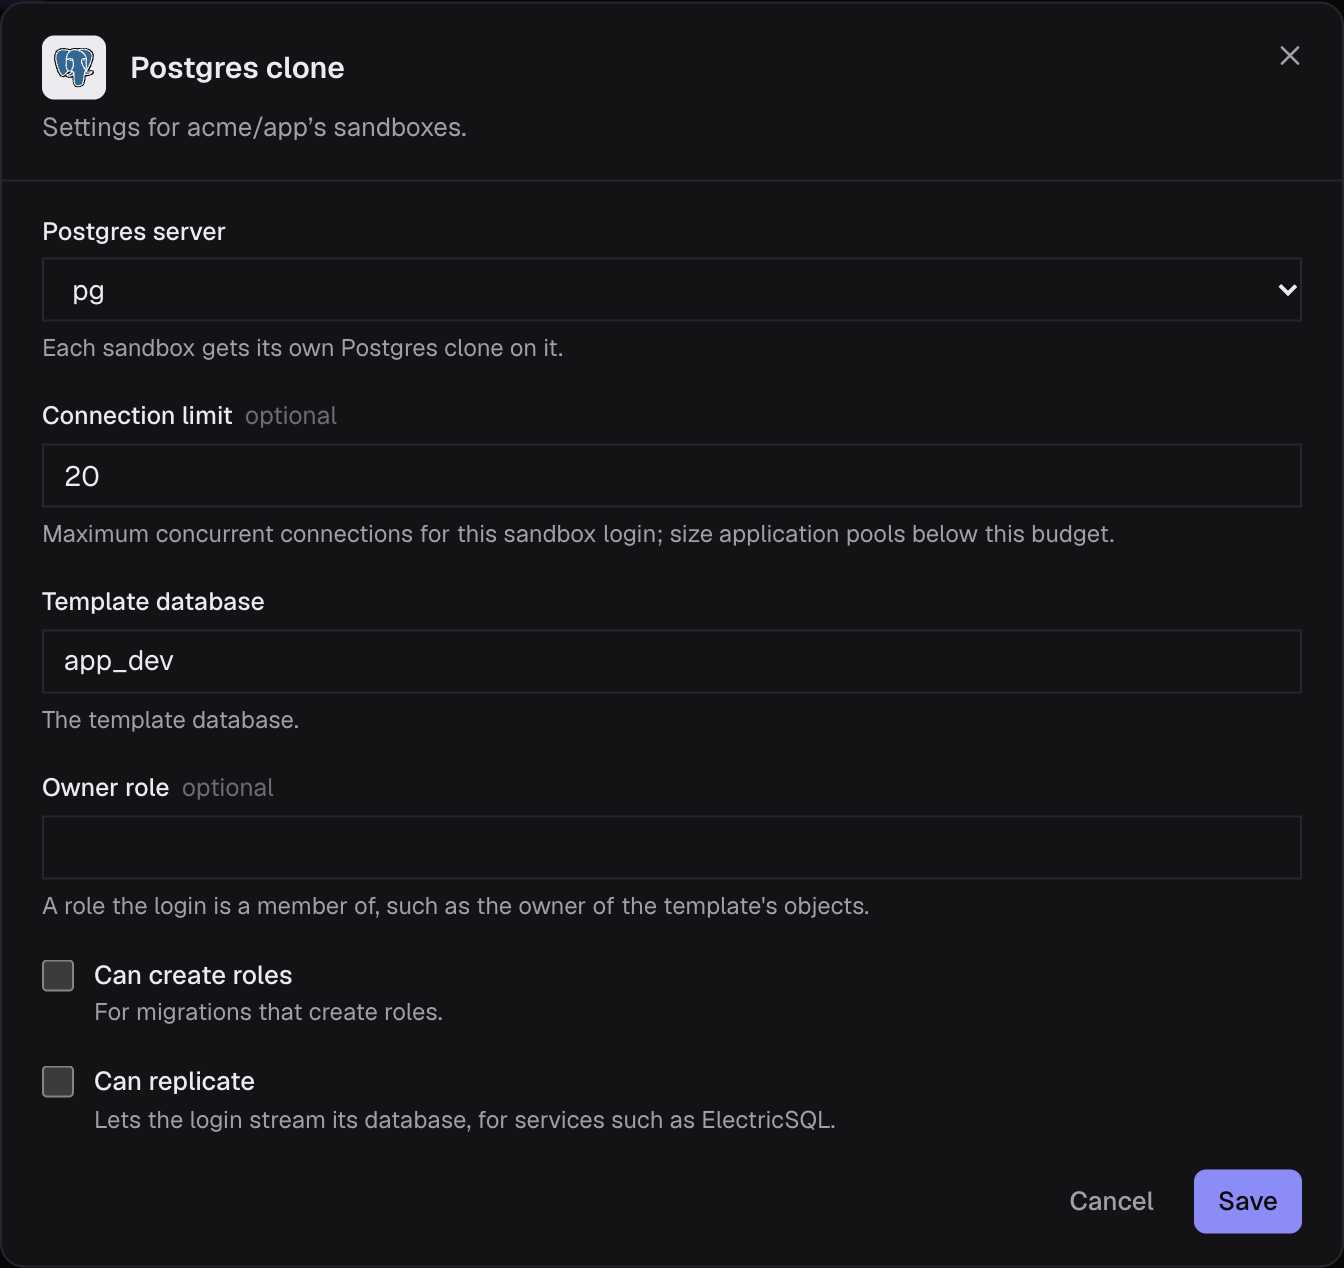 Postgres clone
Settings for acme/app’s sandboxes.
Postgres server
pg
Each sandbox gets its own Postgres clone on it.
Connection limit optional
20
Maximum concurrent connections for this sandbox login; size application pools below this budget.
Template database
app_dev
The template database.
Owner role optional
A role the login is a member of, such as the owner of the template's objects.
Can create roles
For migrations that create roles.
Can replicate
Lets the login stream its database, for services such as ElectricSQL.
Cancel Save